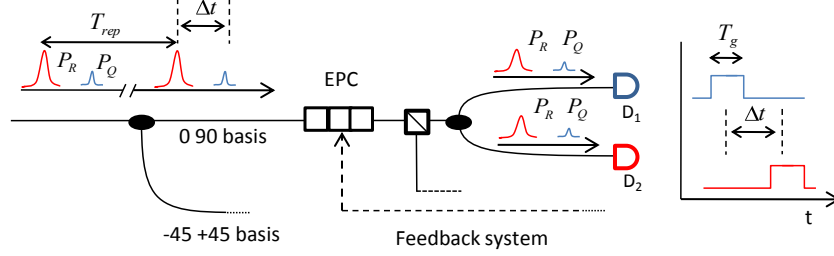 T_rep
Δt
P_R P_Q
EPC
P_R P_Q
D_1
0 90 basis
P_R P_Q
D_2
-45 +45 basis
Feedback system
T_g
Δt
t